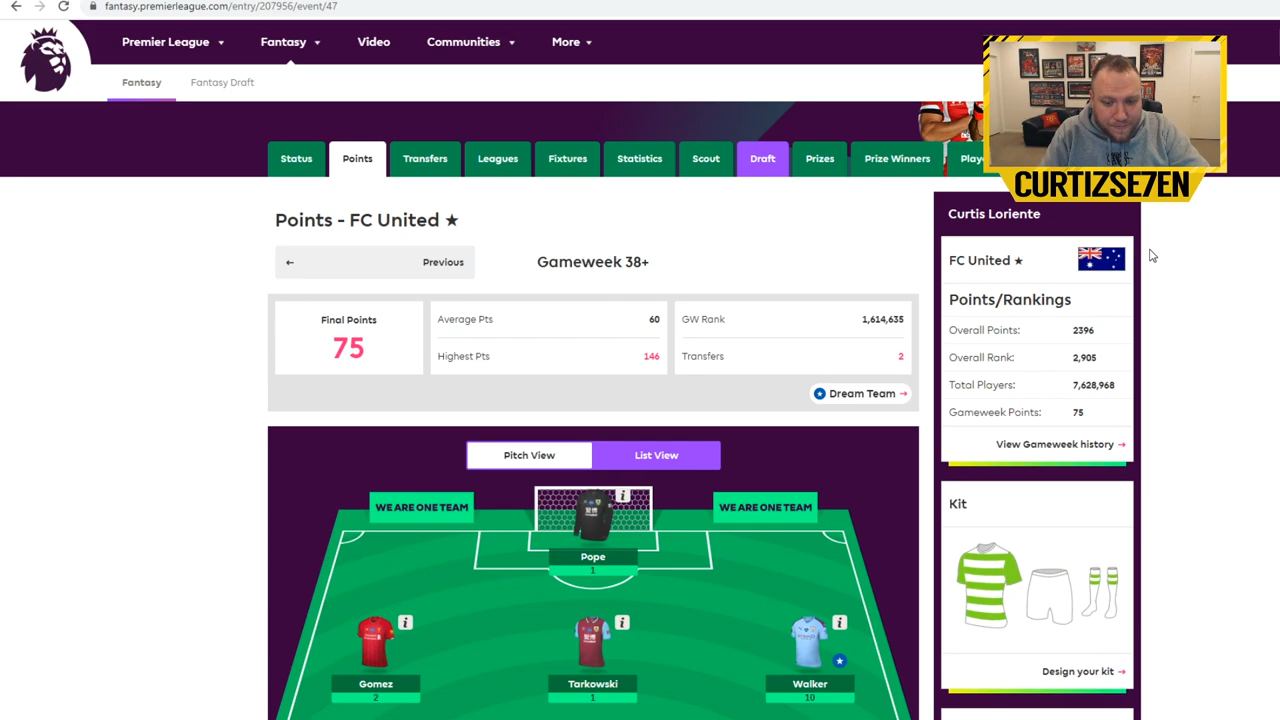 fantasy.premierleague.com/entry/207956/event/47
Premier League
Fantasy
Video
Communities
More
Fantasy
Fantasy Draft
Status
Points
Transfers
Leagues
Fixtures
Statistics
Scout
Draft
Prizes
Prize Winners
CURTIZSE7EN
Points - FC United ★
← Previous
Gameweek 38+
Final Points
75
Average Pts 60
Highest Pts 146
GW Rank 1,614,635
Transfers 2
Dream Team →
Pitch View
List View
WE ARE ONE TEAM
WE ARE ONE TEAM
Pope
1
Gomez
2
Tarkowski
1
Walker
10
Curtis Loriente
FC United ★
Points/Rankings
Overall Points: 2396
Overall Rank: 2,905
Total Players: 7,628,968
Gameweek Points: 75
View Gameweek history →
Kit
Design your kit →